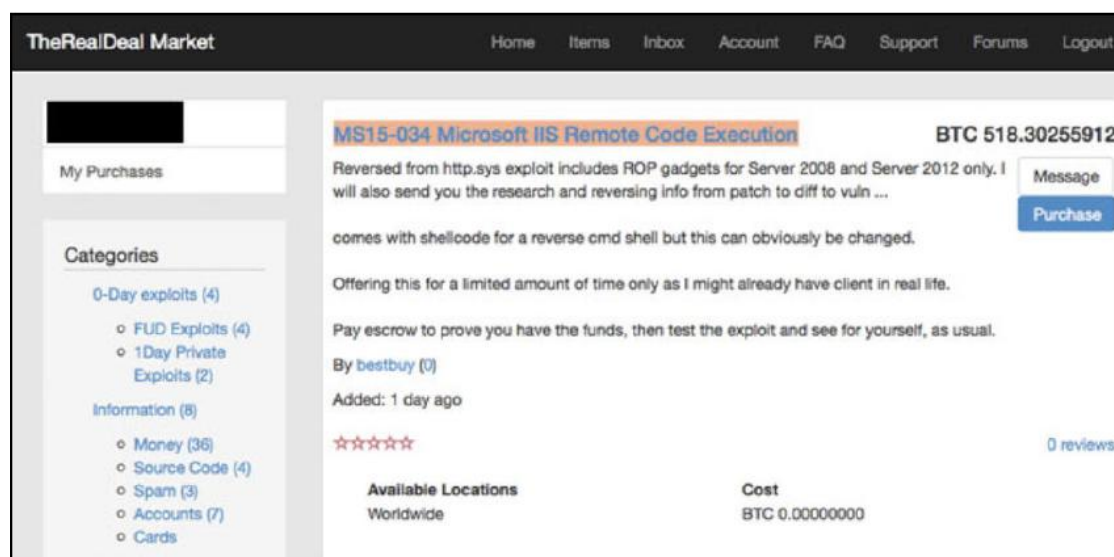 TheRealDeal Market
Home Items Inbox Account FAQ Support Forums Logout
My Purchases
Categories
0-Day exploits (4)
FUD Exploits (4)
1Day Private
Exploits (2)
Information (8)
Money (36)
Source Code (4)
Spam (3)
Accounts (7)
Cards
MS15-034 Microsoft IIS Remote Code Execution
BTC 518.30255912
Reversed from http.sys exploit includes ROP gadgets for Server 2008 and Server 2012 only. I
will also send you the research and reversing info from patch to diff to vuln ...
Message
Purchase
comes with shellcode for a reverse cmd shell but this can obviously be changed.
Offering this for a limited amount of time only as I might already have client in real life.
Pay escrow to prove you have the funds, then test the exploit and see for yourself, as usual.
By bestbuy (0)
Added: 1 day ago
0 reviews
Available Locations Cost
Worldwide BTC 0.00000000